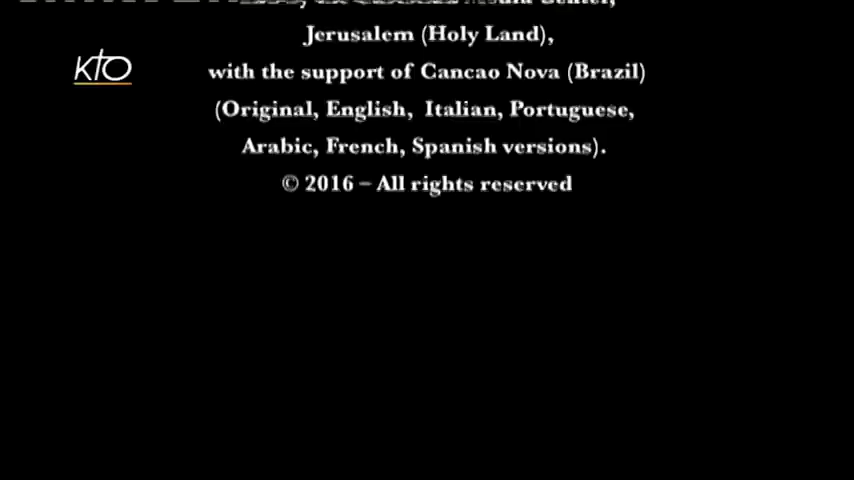 Jerusalem (Holy Land),
KTO
with the support of Cancao Nova (Brazil)
(Original, English, Italian, Portuguese,
Arabic, French, Spanish versions).
© 2016 – All rights reserved